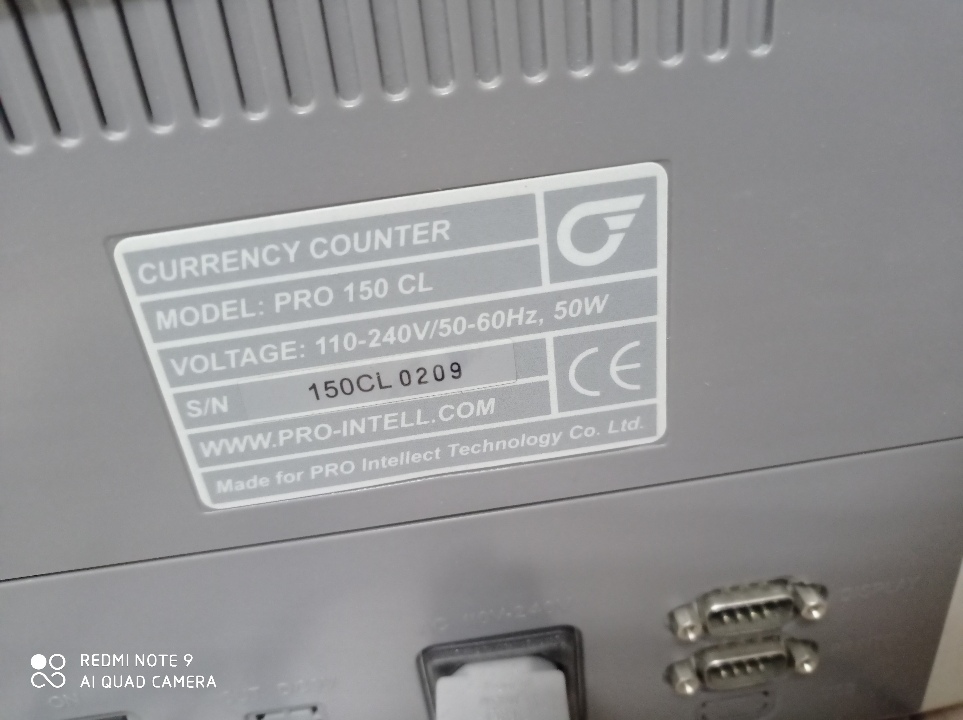 CURRENCY COUNTER
MODEL: PRO 150 CL
VOLTAGE: 110-240V/50-60Hz, 50W
S/N 150CL 0209
WWW.PRO-INTELL.COM
CE
Made for PRO Intellect Technology Co. Ltd.
REDMI NOTE 9
AI QUAD CAMERA